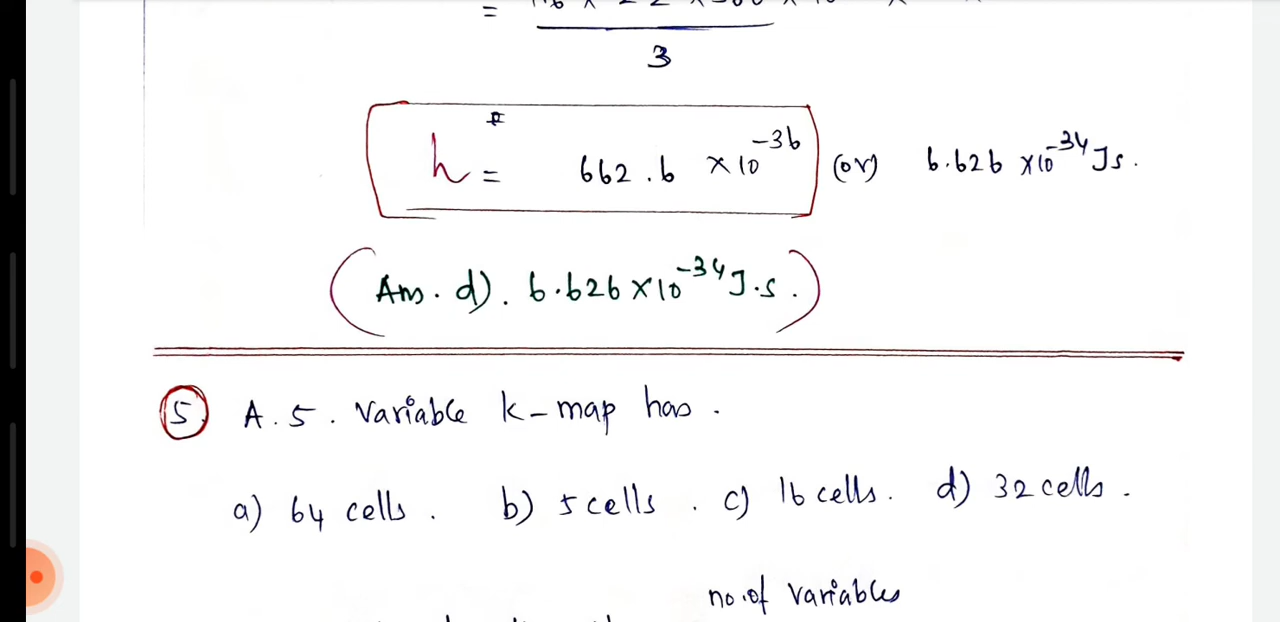 =
3
h = 662.6 × 10⁻³⁶ (or) 6.626 ×10⁻³⁴ Js.
(Ans. d). 6.626 × 10⁻³⁴ J.s.)
5. A. 5. Variable k-map has.
a) 64 cells. b) 5 cells. c) 16 cells. d) 32 cells.
no.of variables